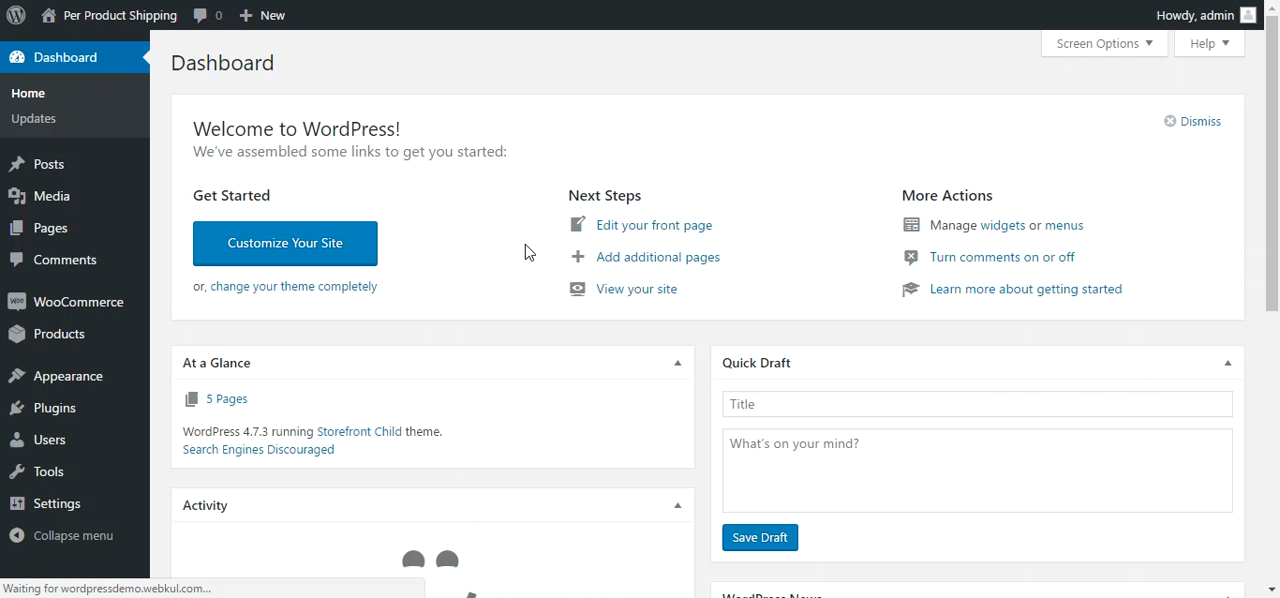 Per Product Shipping 0 New Howdy, admin
Screen Options Help
Dashboard
Home
Updates
Posts
Media
Pages
Comments
WooCommerce
Products
Appearance
Plugins
Users
Tools
Settings
Collapse menu
Dashboard
Welcome to WordPress!
We've assembled some links to get you started:
Dismiss
Get Started
Customize Your Site
or, change your theme completely
Next Steps
Edit your front page
Add additional pages
View your site
More Actions
Manage widgets or menus
Turn comments on or off
Learn more about getting started
At a Glance
5 Pages
WordPress 4.7.3 running Storefront Child theme.
Search Engines Discouraged
Activity
Quick Draft
Title
What's on your mind?
Save Draft
WordPress News
Waiting for wordpressdemo.webkul.com...